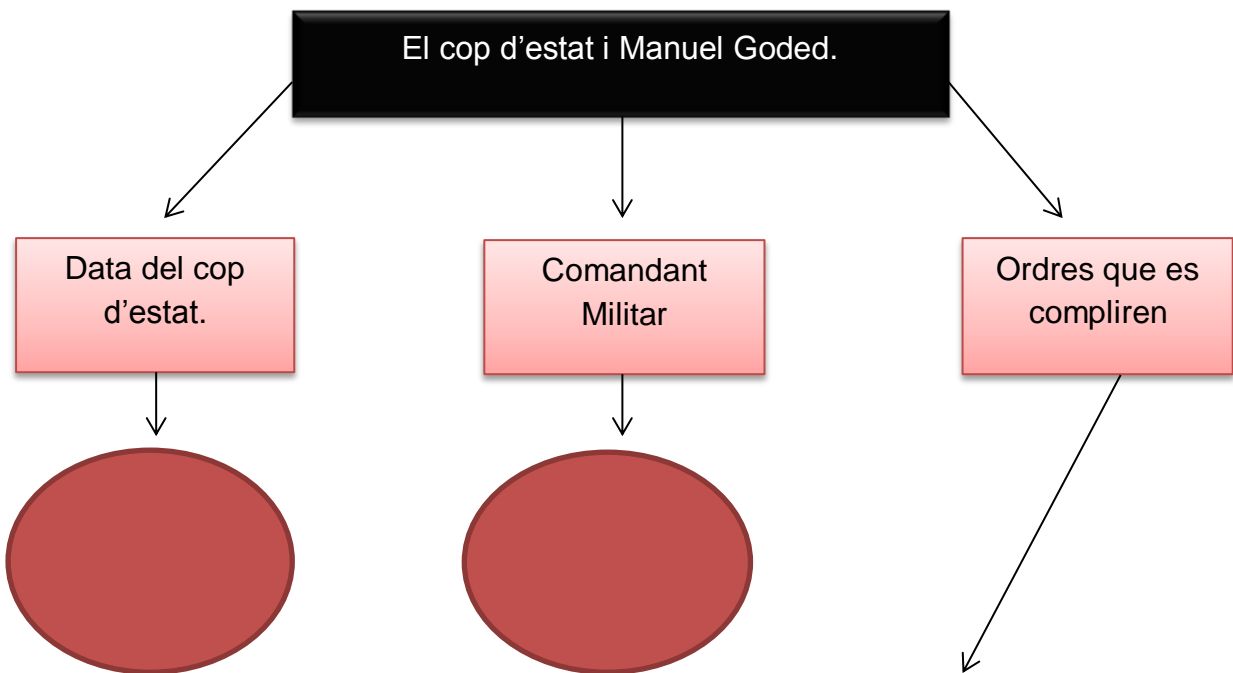 El cop d’estat i Manuel Goded.
Data del cop
d’estat.
Comandant
Militar
Ordres que es
compliren